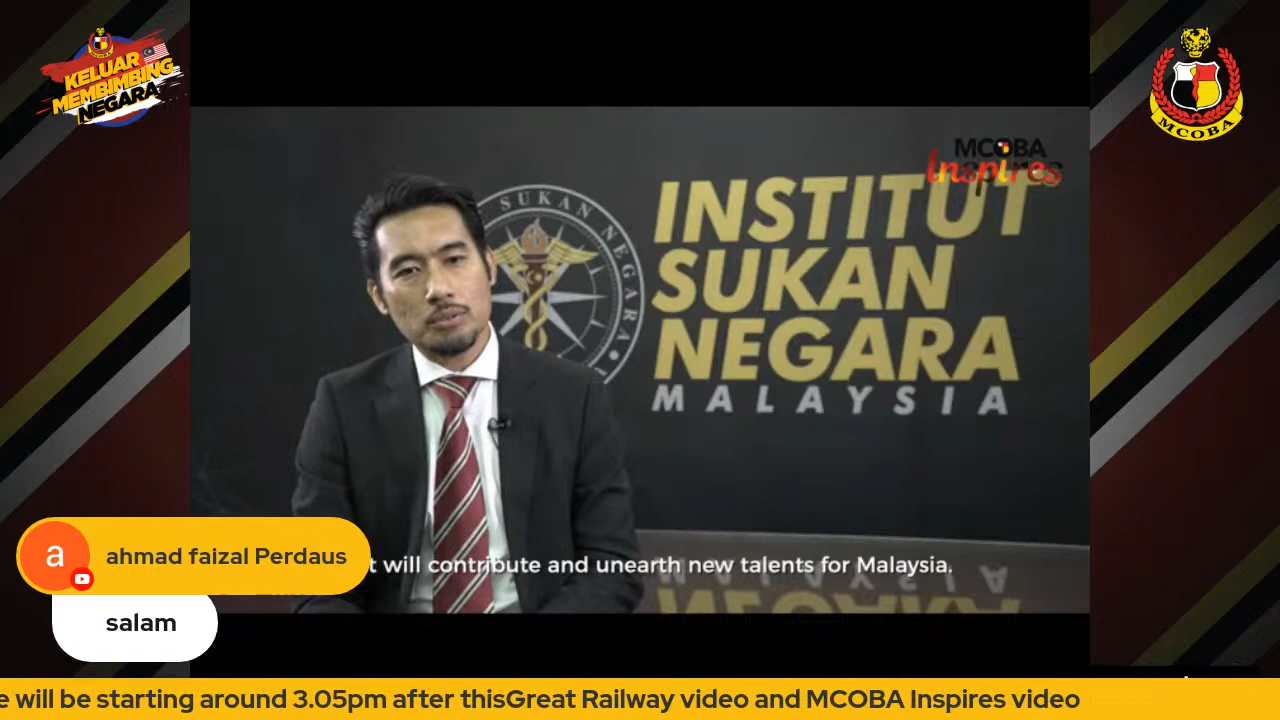 KELUAR
MEMBIMBING
NEGARA
MCOBA
MCOBA
Inspires
SUKAN NEGARA
INSTITUT
SUKAN
NEGARA
MALAYSIA
ahmad faizal Perdaus
t will contribute and unearth new talents for Malaysia.
salam
e will be starting around 3.05pm after thisGreat Railway video and MCOBA Inspires video